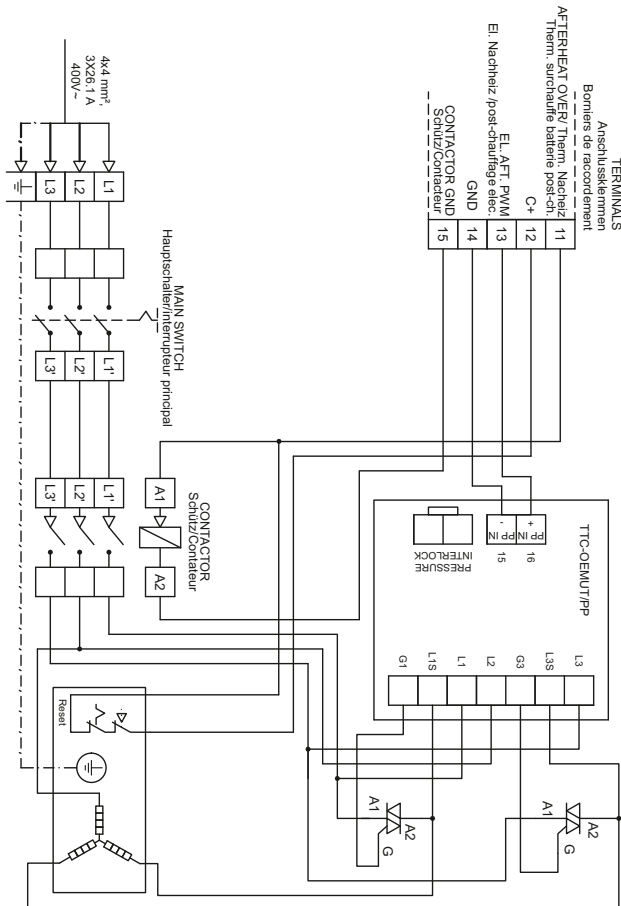 TERMINALS
Anschlussklemmen
Borniers de raccordement
AFTERHEAT OVER/ Therm. Nacheiz
Therm. surchauffe batterie post-ch.
11
C+
12
EL. AFT. PWM
El. Nachheiz /post-chauffage elec.
13
GND
14
CONTACTOR GND
Schütz/Contacteur
15
4x4 mm²,
3X26.1 A
400V~
L1
L2
L3
MAIN SWITCH
Hauptschalter/interrupteur principal
L1'
L2'
L3'
L1'
L2'
L3'
CONTACTOR
Schütz/Contateur
A1
A2
TTC-OEMUT/PP
PP IN
+
16
PP IN
-
15
PRESSURE
INTERLOCK
L3
L3S
G3
L2
L1
L1S
G1
Reset
A1
A2
G
A1
A2
G